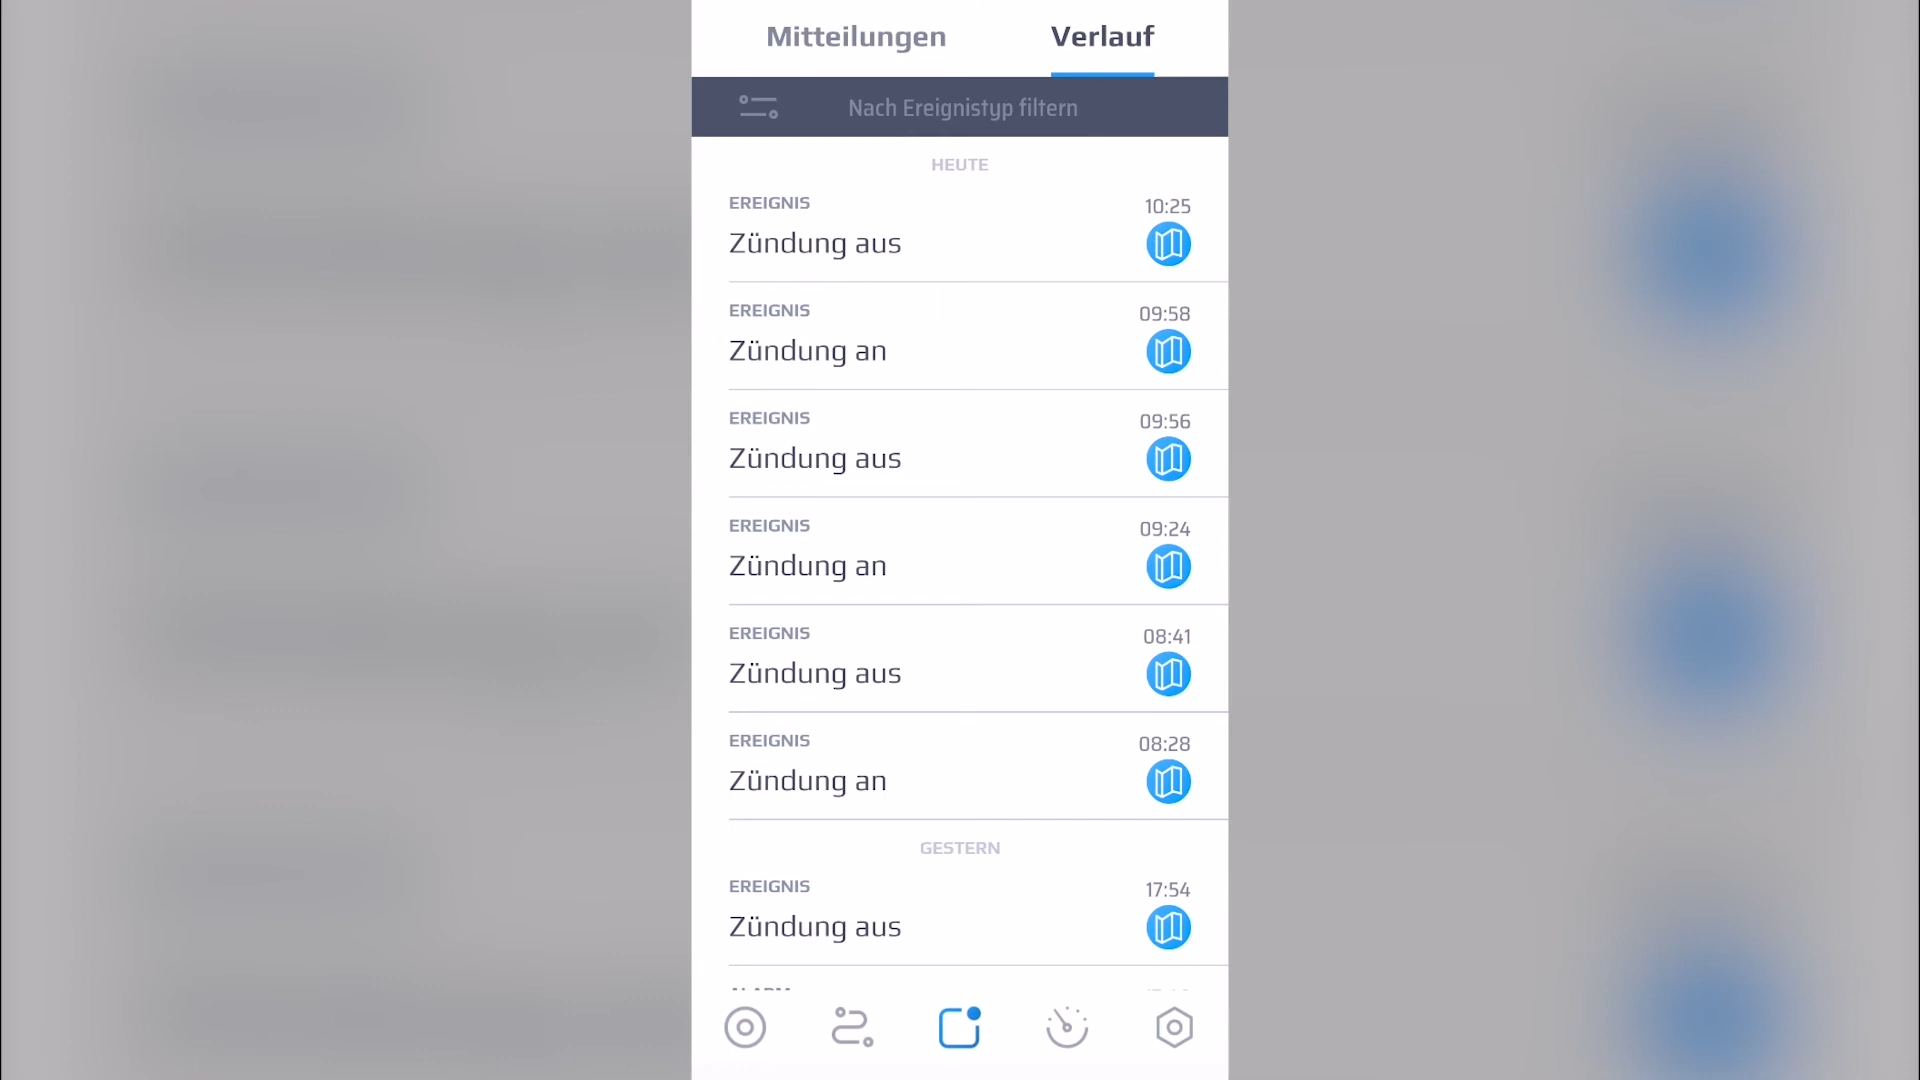 Mitteilungen Verlauf
Nach Ereignistyp filtern
HEUTE
EREIGNIS 10:25
Zündung aus
EREIGNIS 09:58
Zündung an
EREIGNIS 09:56
Zündung aus
EREIGNIS 09:24
Zündung an
EREIGNIS 08:41
Zündung aus
EREIGNIS 08:28
Zündung an
GESTERN
EREIGNIS 17:54
Zündung aus
ALARM